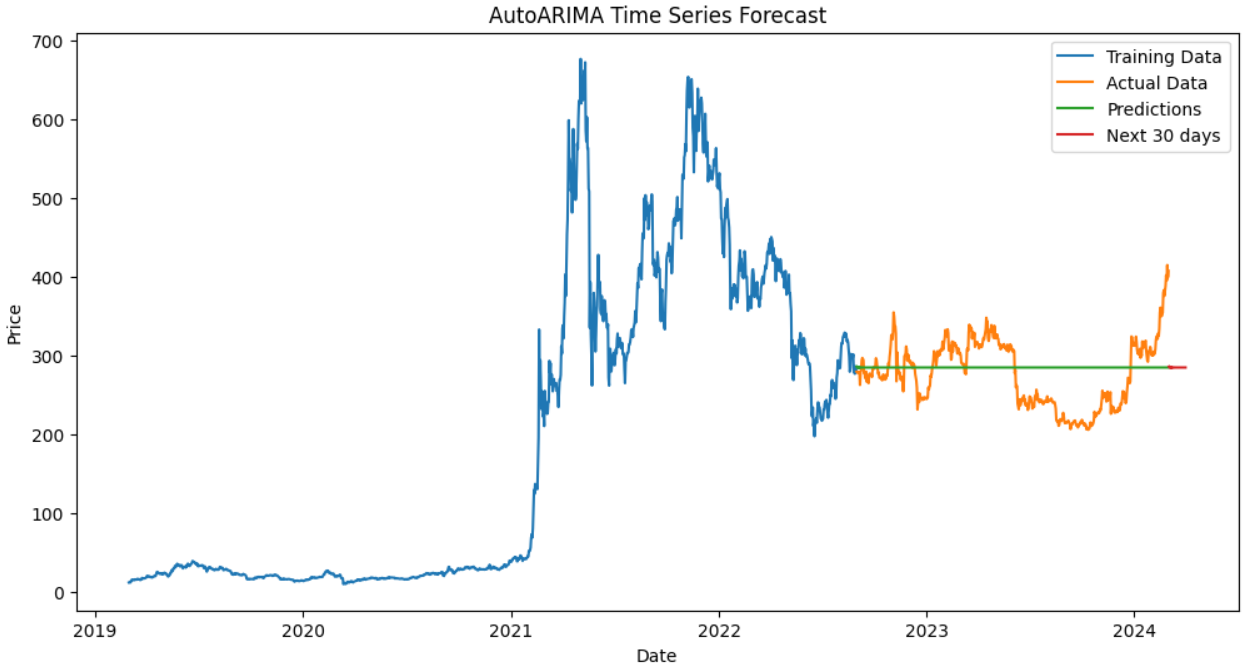 AutoARIMA Time Series Forecast
Training Data
Actual Data
Predictions
Next 30 days
Price
700
600
500
400
300
200
100
0
2019
2020
2021
2022
2023
2024
Date